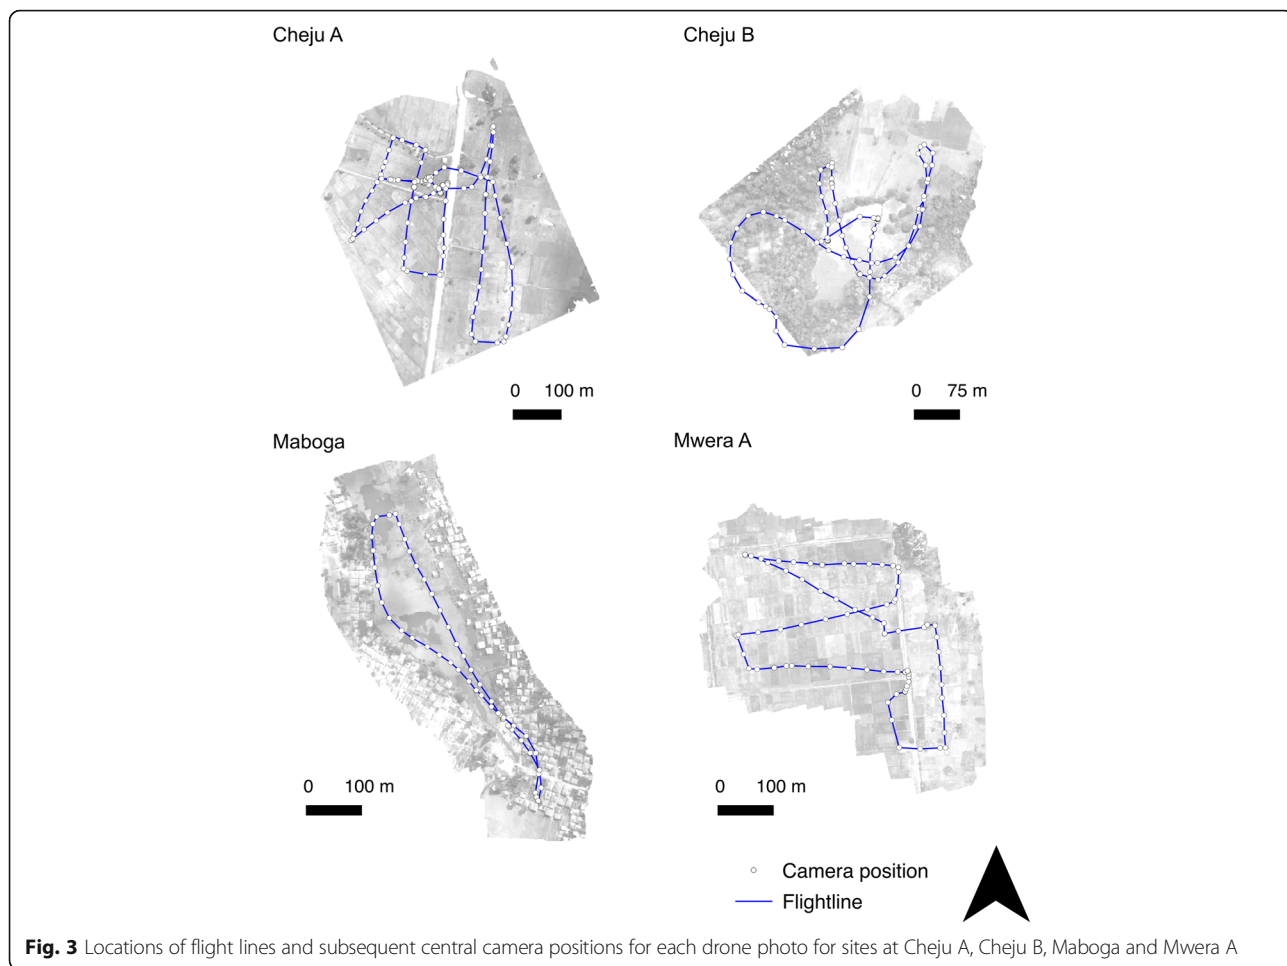 Cheju A
Cheju B
0 100 m
0 75 m
Maboga
Mwera A
0 100 m
0 100 m
Camera position
Flightline
Fig. 3 Locations of flight lines and subsequent central camera positions for each drone photo for sites at Cheju A, Cheju B, Maboga and Mwera A